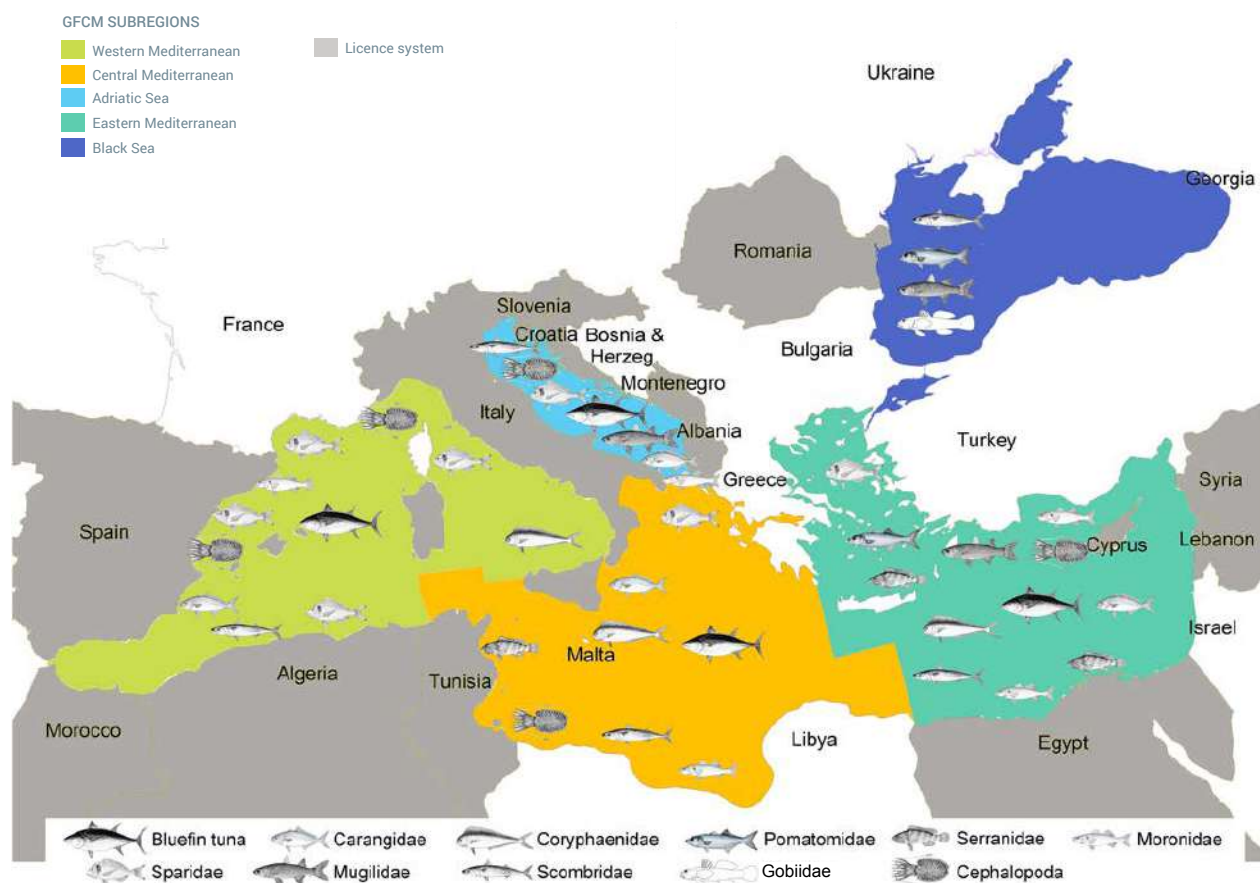 GFCM SUBREGIONS
Western Mediterranean
Licence system
Central Mediterranean
Adriatic Sea
Eastern Mediterranean
Black Sea
Ukraine
Georgia
Romania
Slovenia
France
Croatia
Bosnia &
Herzeg
Bulgaria
Montenegro
Italy
Albania
Turkey
Greece
Syria
Spain
Cyprus
Lebanon
Israel
Malta
Algeria
Tunisia
Morocco
Libya
Egypt
Bluefin tuna
Carangidae
Coryphaenidae
Pomatomidae
Serranidae
Moronidae
Sparidae
Mugilidae
Scombridae
Gobiidae
Cephalopoda